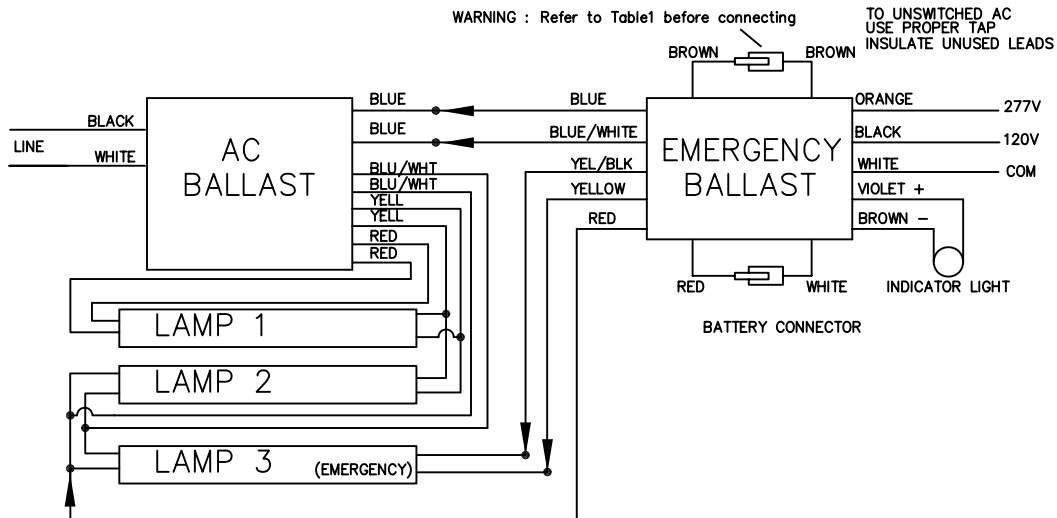 WARNING : Refer to Table1 before connecting
TO UNSWITCHED AC
USE PROPER TAP
INSULATE UNUSED LEADS
BROWN
BROWN
BLACK
LINE
WHITE
AC
BALLAST
BLUE
BLUE
BLU/WHT
BLU/WHT
YELL
YELL
RED
RED
BLUE
BLUE/WHITE
YEL/BLK
YELLOW
RED
EMERGENCY
BALLAST
ORANGE
277V
BLACK
120V
WHITE
COM
VIOLET +
BROWN -
RED
WHITE
INDICATOR LIGHT
BATTERY CONNECTOR
LAMP 1
LAMP 2
LAMP 3
(EMERGENCY)